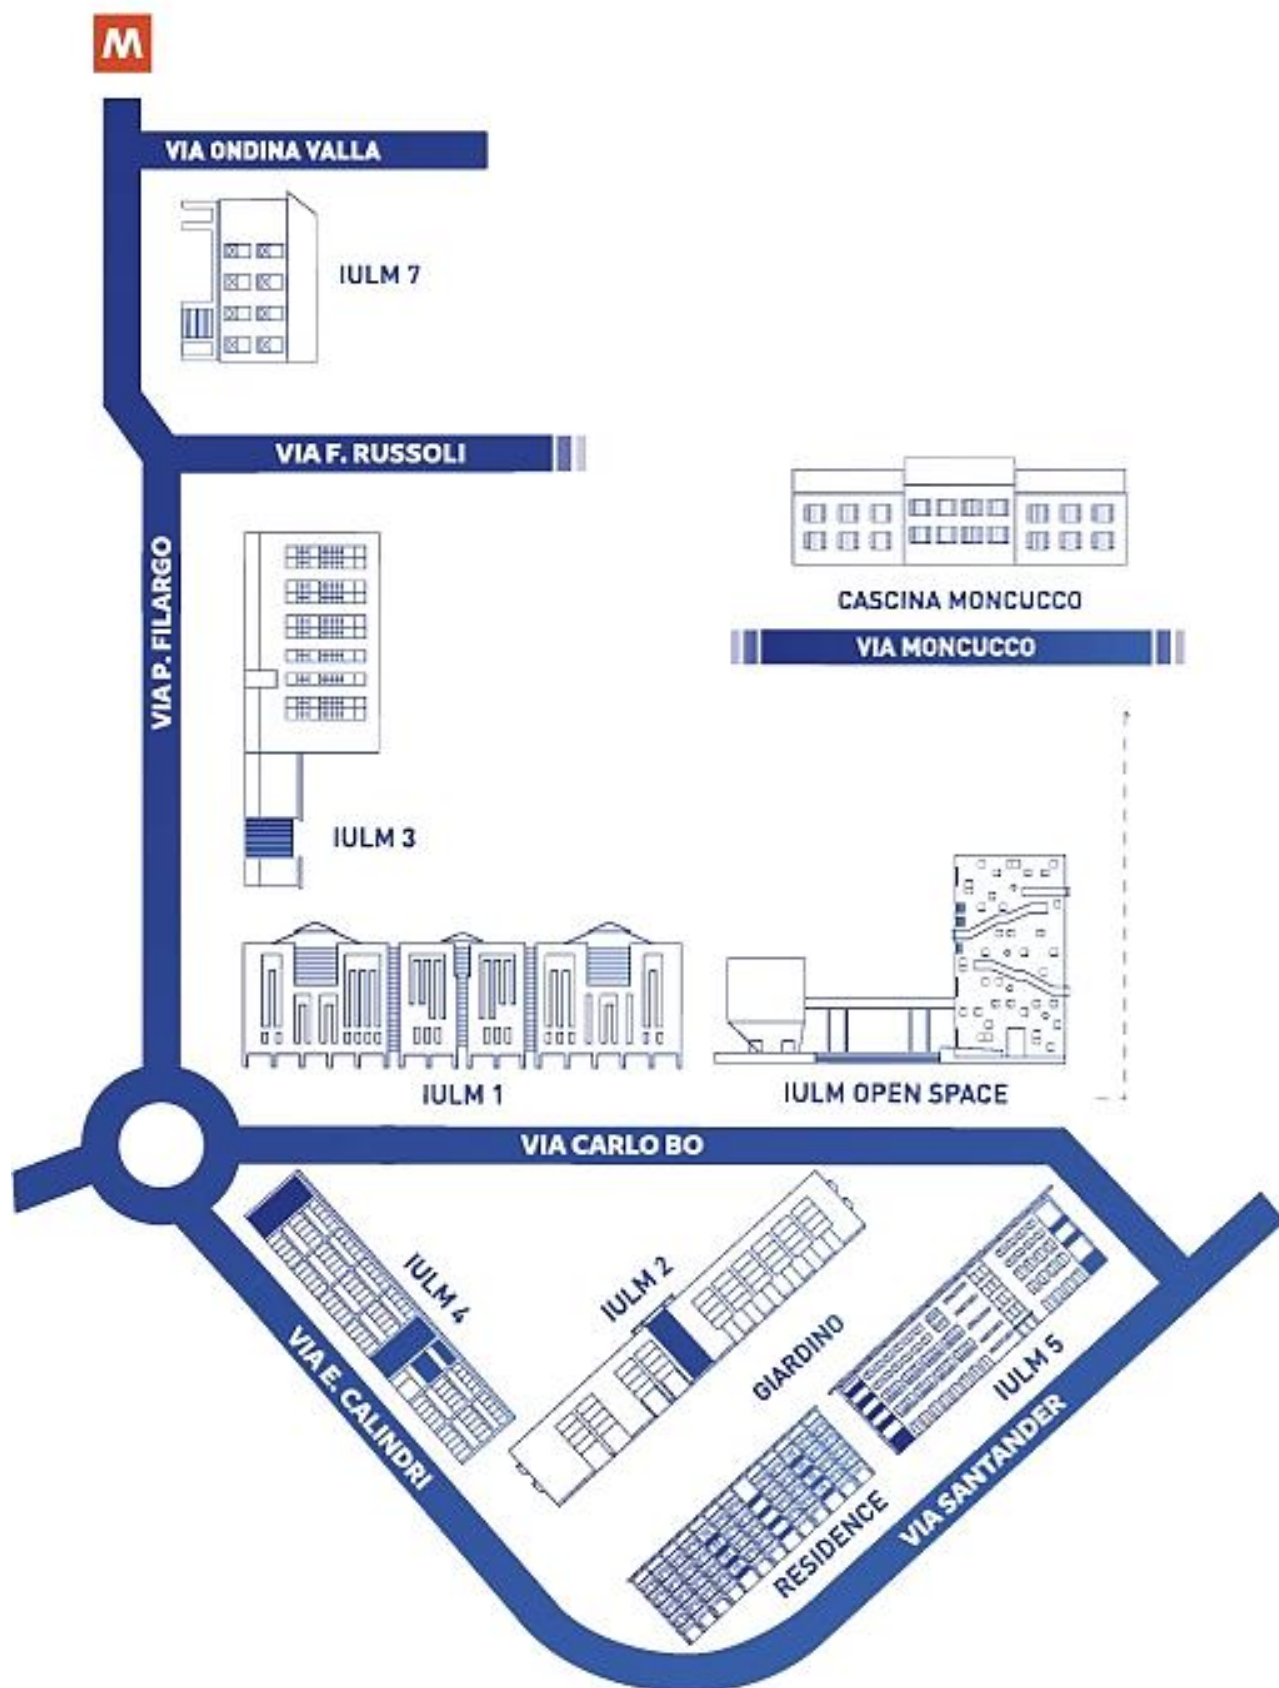 M
VIA ONDINA VALLA
IULM 7
VIA F. RUSSOLI
VIA P. FILARGO
CASCINA MONCUCCO
VIA MONCUCCO
IULM 3
IULM 1
IULM OPEN SPACE
VIA CARLO BO
IULM 4
IULM 2
GIARDINO
IULM 5
VIA E. CALINDRI
RESIDENCE
VIA SANTANDER